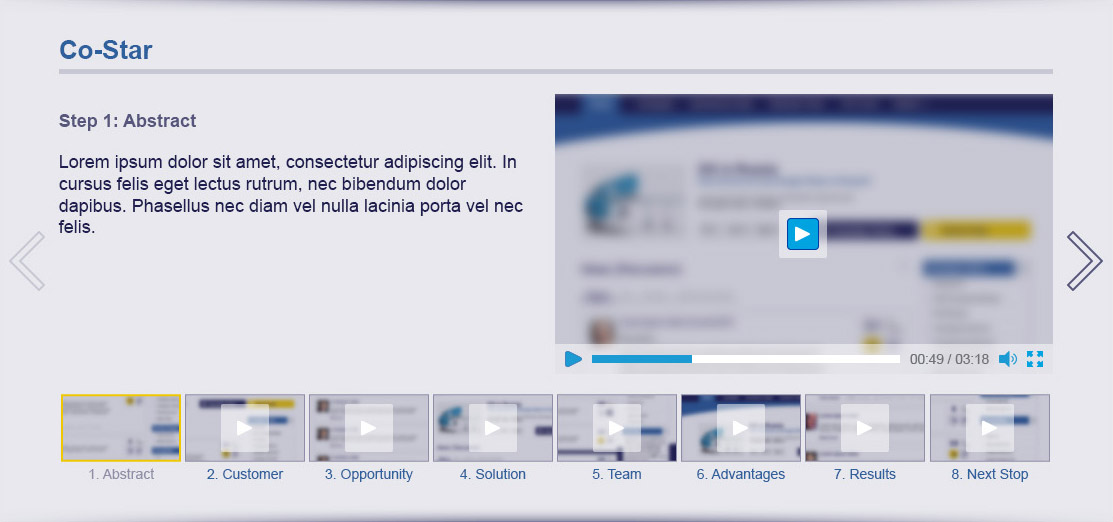 Co-Star
Step 1: Abstract
Lorem ipsum dolor sit amet, consectetur adipiscing elit. In
cursus felis eget lectus rutrum, nec bibendum dolor
dapibus. Phasellus nec diam vel nulla lacinia porta vel nec
felis.
00:49 / 03:18
1. Abstract
2. Customer
3. Opportunity
4. Solution
5. Team
6. Advantages
7. Results
8. Next Stop